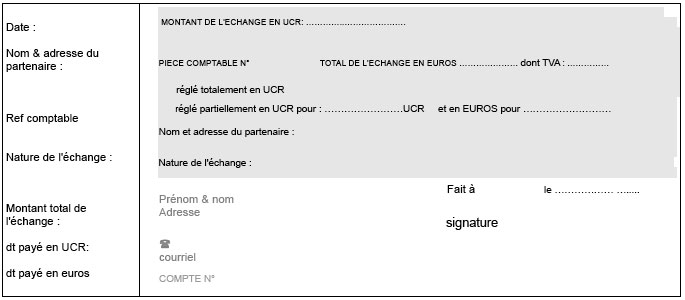 Date :
Nom & adresse du
partenaire :
Ref comptable
Nature de l'échange :
Montant total de
l'échange :
dt payé en UCR:
dt payé en euros
MONTANT DE L'ECHANGE EN UCR: ....................................
PIECE COMPTABLE N° TOTAL DE L'ECHANGE EN EUROS ..................... dont TVA : ...............
réglé totalement en UCR
réglé partiellement en UCR pour : ........................UCR et en EUROS pour ...........................
Nom et adresse du partenaire :
Nature de l'échange :
Fait à le .................. ........
Prénom & nom
Adresse
signature
☎
courriel
COMPTE N°